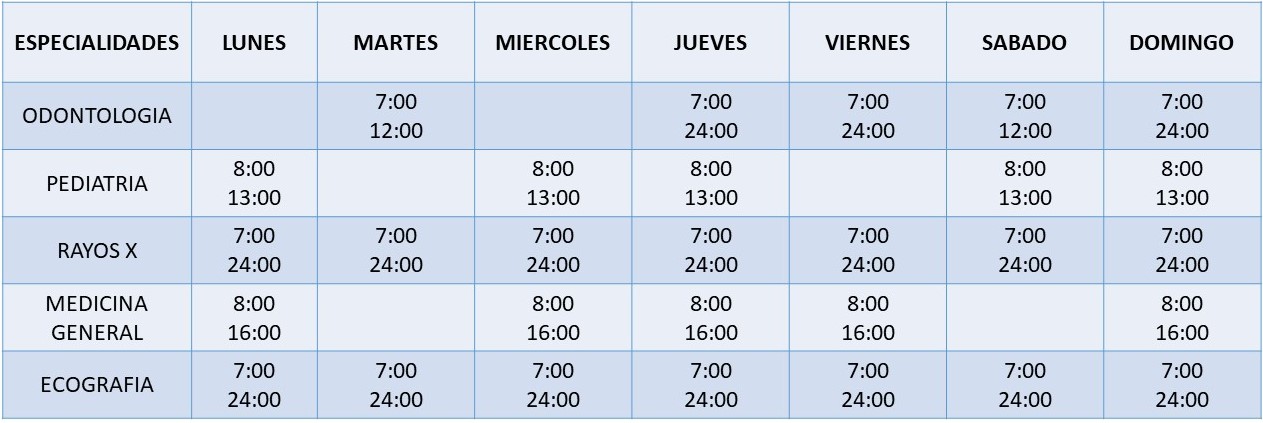 ESPECIALIDADES LUNES MARTES MIERCOLES JUEVES VIERNES SABADO DOMINGO
7:00 7:00 7:00 7:00 7:00
ODONTOLOGIA
12:00 24:00 24:00 12:00 24:00
8:00 8:00 8:00 8:00 8:00
PEDIATRIA
13:00 13:00 13:00 13:00 13:00
7:00 7:00 7:00 7:00 7:00 7:00 7:00
RAYOS X
24:00 24:00 24:00 24:00 24:00 24:00 24:00
MEDICINA 8:00 8:00 8:00 8:00 8:00
GENERAL 16:00 16:00 16:00 16:00 16:00
7:00 7:00 7:00 7:00 7:00 7:00 7:00
ECOGRAFIA
24:00 24:00 24:00 24:00 24:00 24:00 24:00